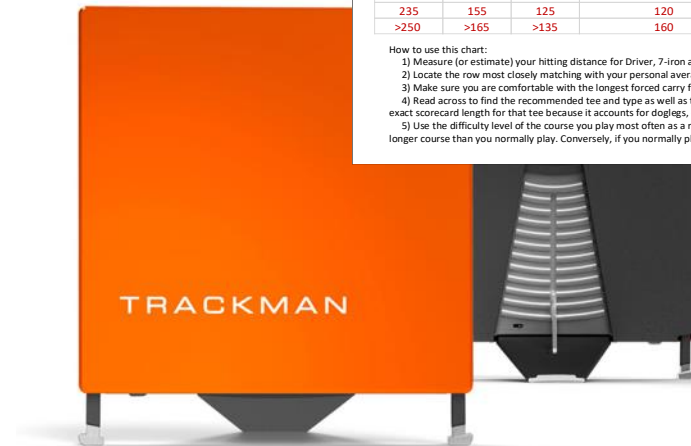 235 155 125 120
>250 >165 >135 160
How to use this chart:
1) Measure (or estimate) your hitting distance for Driver, 7-iron a
2) Locate the row most closely matching with your personal aver
3) Make sure you are comfortable with the longest forced carry f
4) Read across to find the recommended tee and type as well as
exact scorecard length for that tee because it accounts for doglegs,
5) Use the difficulty level of the course you play most often as a
longer course than you normally play. Conversely, if you normally pl
TRACKMAN